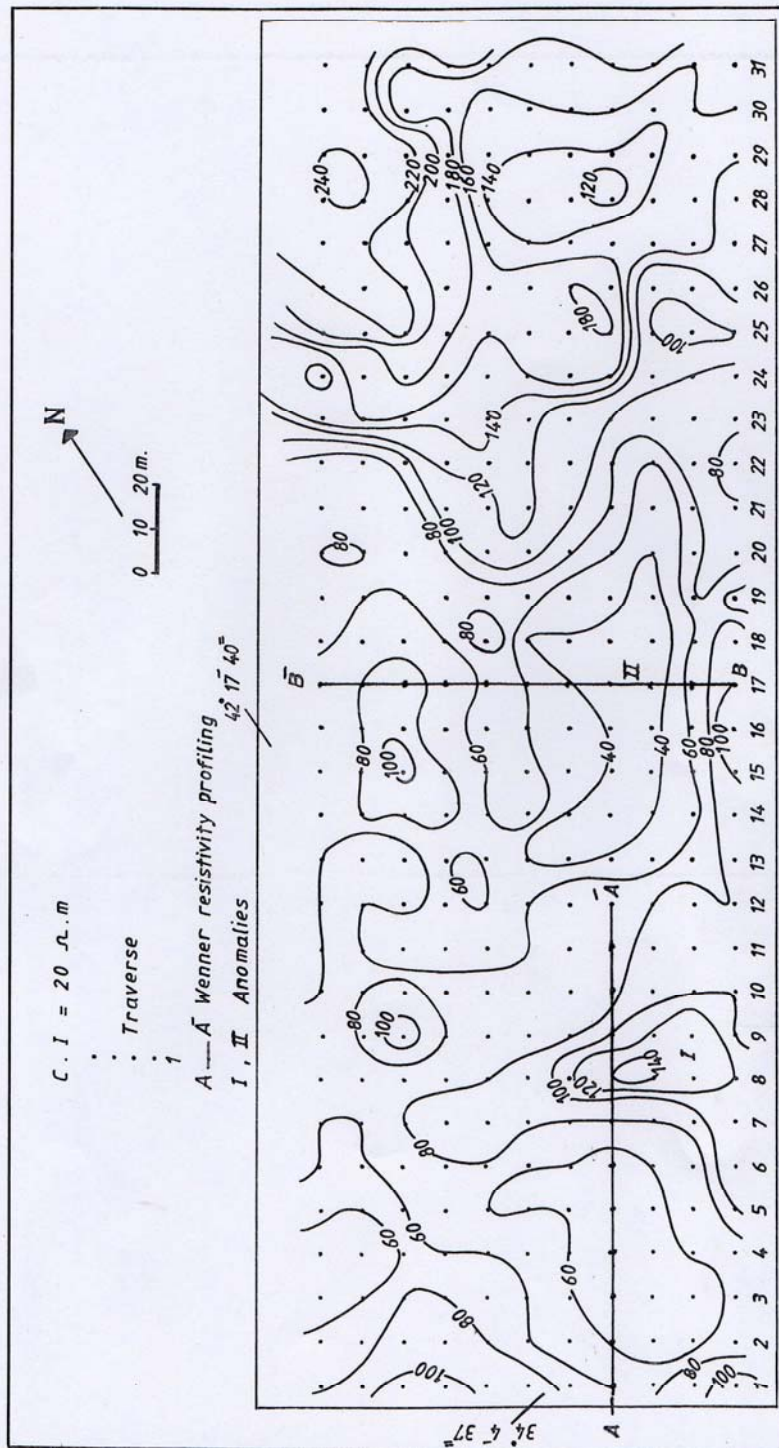 C . I = 20 Ω . m
Traverse
1
A — Ā Wenner resistivity profiling
I , II Anomalies
N
0 10 20 m.
42° 17̄ 40̿
34° 4̄ 37̿
B̄
240
220
200
180
160
140
120
180
100
140
120
80
100
80
80
80
80
100
60
60
40
40
60
80
100
II
B
80
100
80
100
120
140
I
Ā
A
60
60
60
80
100
80
100
1 2 3 4 5 6 7 8 9 10 11 12 13 14 15 16 17 18 19 20 21 22 23 24 25 26 27 28 29 30 31